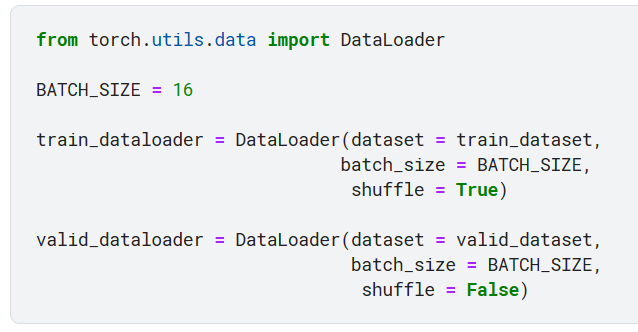 from torch.utils.data import DataLoader
BATCH_SIZE = 16
train_dataloader = DataLoader(dataset = train_dataset,
batch_size = BATCH_SIZE,
shuffle = True)
valid_dataloader = DataLoader(dataset = valid_dataset,
batch_size = BATCH_SIZE,
shuffle = False)